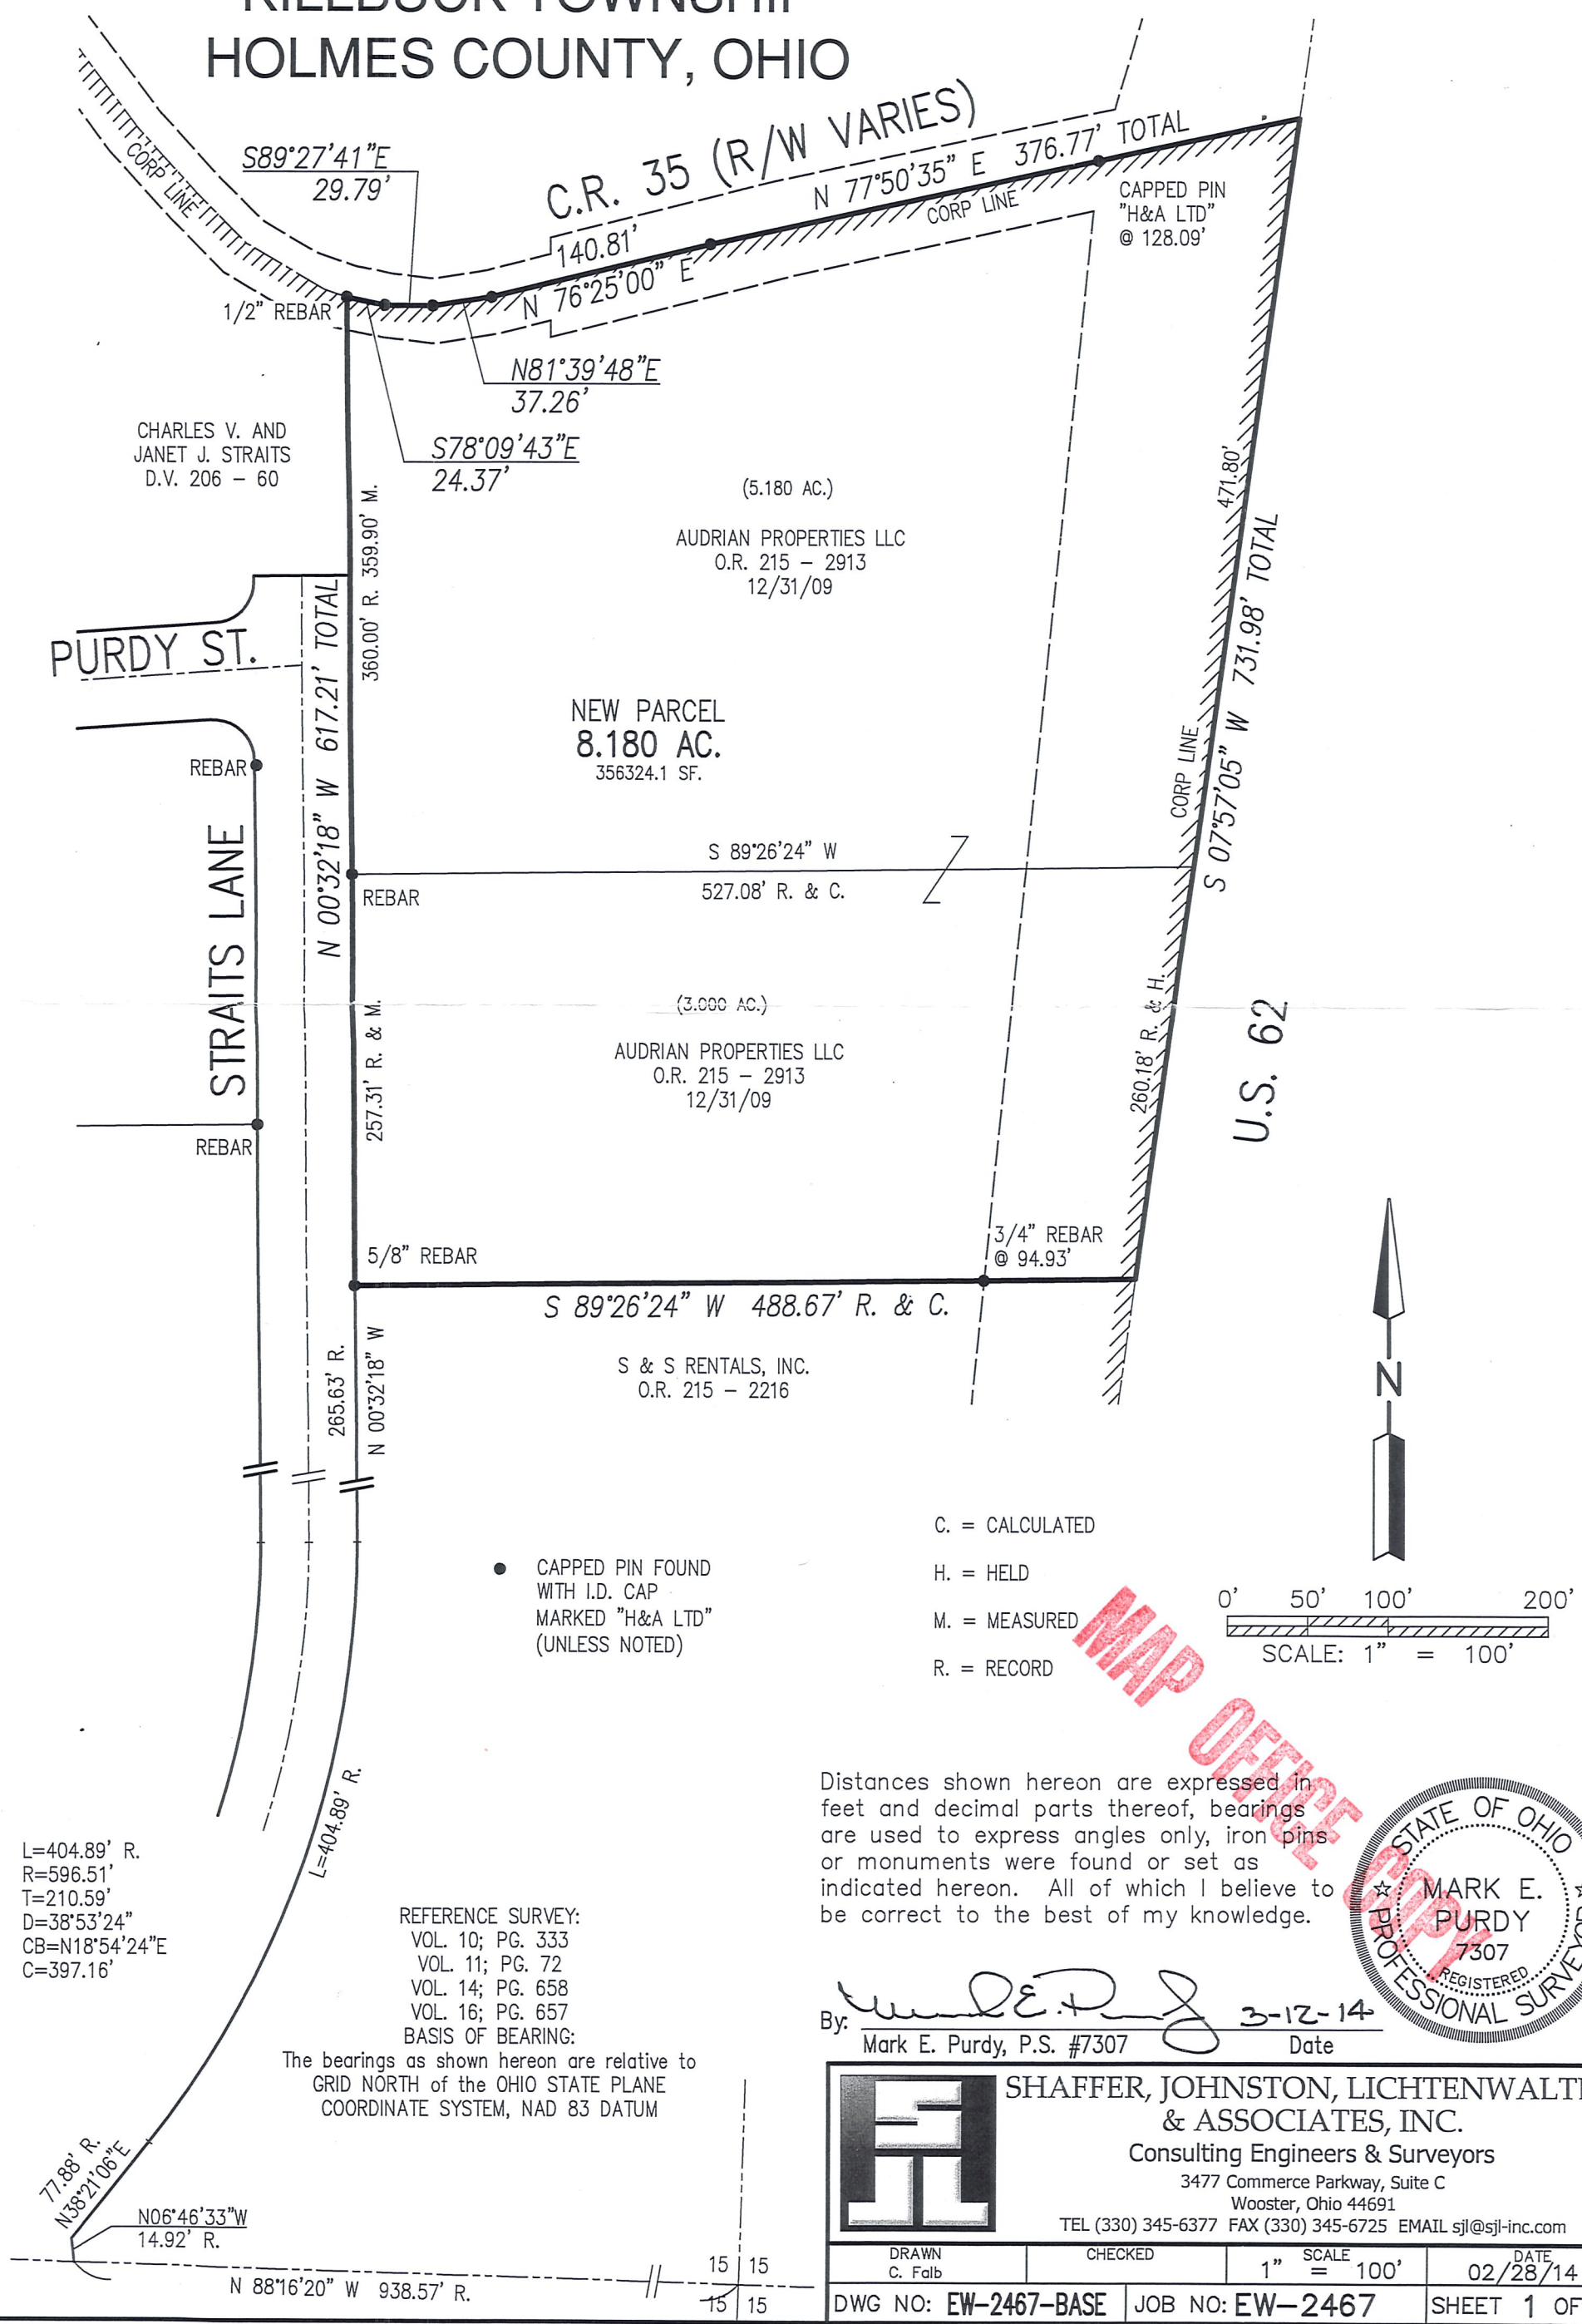 KILLBUCK TOWNSHIP
HOLMES COUNTY, OHIO
C.R. 35 (R/W VARIES)
S89°27'41"E
29.79'
CORP LINE
140.81'
N 76°25'00" E
N 77°50'35" E 376.77' TOTAL
CORP LINE
CAPPED PIN
"H&A LTD"
@ 128.09'
1/2" REBAR
N81°39'48"E
37.26'
S78°09'43"E
24.37'
CHARLES V. AND
JANET J. STRAITS
D.V. 206 - 60
(5.180 AC.)
AUDRIAN PROPERTIES LLC
O.R. 215 - 2913
12/31/09
360.00' R. 359.90' M.
N 00°32'18" W 617.21' TOTAL
471.80'
S 07°57'05" W 731.98' TOTAL
CORP LINE
PURDY ST.
NEW PARCEL
8.180 AC.
356324.1 SF.
REBAR
STRAITS LANE
REBAR
S 89°26'24" W
527.08' R. & C.
257.31' R. & M.
(3.000 AC.)
AUDRIAN PROPERTIES LLC
O.R. 215 - 2913
12/31/09
260.18' R. & H.
U.S. 62
REBAR
5/8" REBAR
3/4" REBAR
@ 94.93'
S 89°26'24" W 488.67' R. & C.
265.63' R.
N 00°32'18" W
S & S RENTALS, INC.
O.R. 215 - 2216
N
CAPPED PIN FOUND
WITH I.D. CAP
MARKED "H&A LTD"
(UNLESS NOTED)
C. = CALCULATED
H. = HELD
M. = MEASURED
R. = RECORD
0' 50' 100' 200'
SCALE: 1" = 100'
MAP OFFICE COPY
L=404.89' R.
L=404.89' R.
R=596.51'
T=210.59'
D=38°53'24"
CB=N18°54'24"E
C=397.16'
REFERENCE SURVEY:
VOL. 10; PG. 333
VOL. 11; PG. 72
VOL. 14; PG. 658
VOL. 16; PG. 657
BASIS OF BEARING:
The bearings as shown hereon are relative to
GRID NORTH of the OHIO STATE PLANE
COORDINATE SYSTEM, NAD 83 DATUM
Distances shown hereon are expressed in
feet and decimal parts thereof, bearings
are used to express angles only, iron pins
or monuments were found or set as
indicated hereon. All of which I believe to
be correct to the best of my knowledge.
STATE OF OHIO
MARK E.
PURDY
7307
REGISTERED
PROFESSIONAL SURVEYOR
By: Mark E. Purdy 3-12-14
Mark E. Purdy, P.S. #7307 Date
77.88' R.
N38°21'06"E
N06°46'33"W
14.92' R.
N 88°16'20" W 938.57' R.
15 15
15 15
SJL
SHAFFER, JOHNSTON, LICHTENWALTE
& ASSOCIATES, INC.
Consulting Engineers & Surveyors
3477 Commerce Parkway, Suite C
Wooster, Ohio 44691
TEL (330) 345-6377 FAX (330) 345-6725 EMAIL sjl@sjl-inc.com
DRAWN
C. Falb
CHECKED
SCALE
1" = 100'
DATE
02/28/14
DWG NO: EW-2467-BASE
JOB NO: EW-2467
SHEET 1 OF